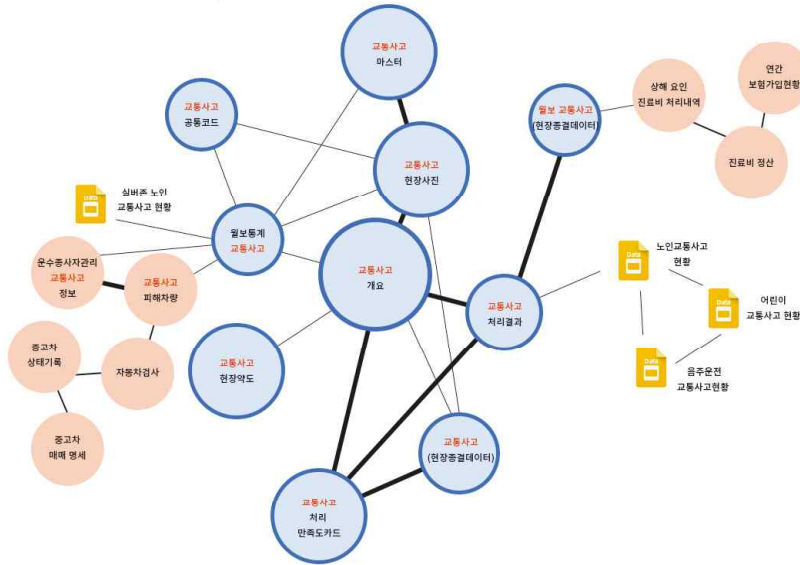 교통사고
마스터
교통사고
공통코드
월보 교통사고
(현장종결데이터)
상해 요인
진료비 처리내역
연간
보험가입현황
진료비 정산
교통사고
현장사진
Data
실버존 노인
교통사고 현황
월보통계
교통사고
운수종사자관리
교통사고
정보
교통사고
피해차량
교통사고
개요
교통사고
처리결과
Data
노인교통사고
현황
Data
어린이
교통사고 현황
Data
음주운전
교통사고현황
중고차
상태기록
자동차검사
교통사고
현장약도
중고차
매매 명세
교통사고
(현장종결데이터)
교통사고
처리
만족도카드